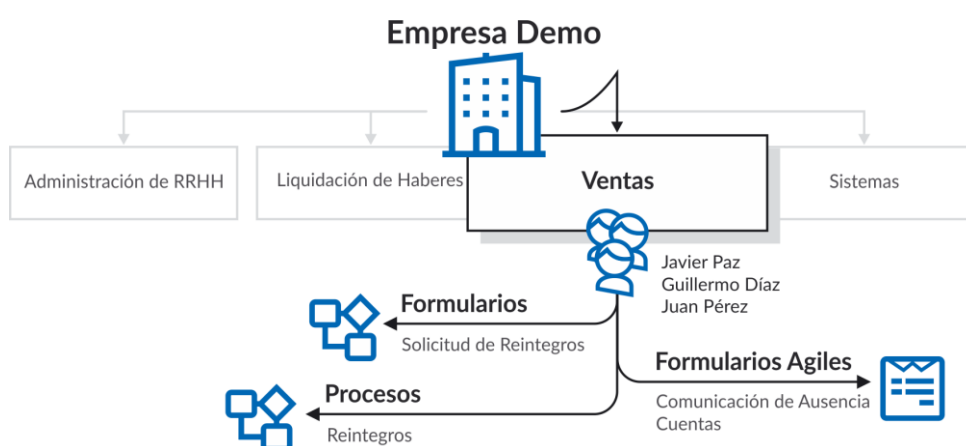 Empresa Demo
Administración de RRHH
Liquidación de Haberes
Ventas
Sistemas
Javier Paz
Guillermo Díaz
Juan Pérez
Formularios
Solicitud de Reintegros
Formularios Agiles
Comunicación de Ausencia
Cuentas
Procesos
Reintegros